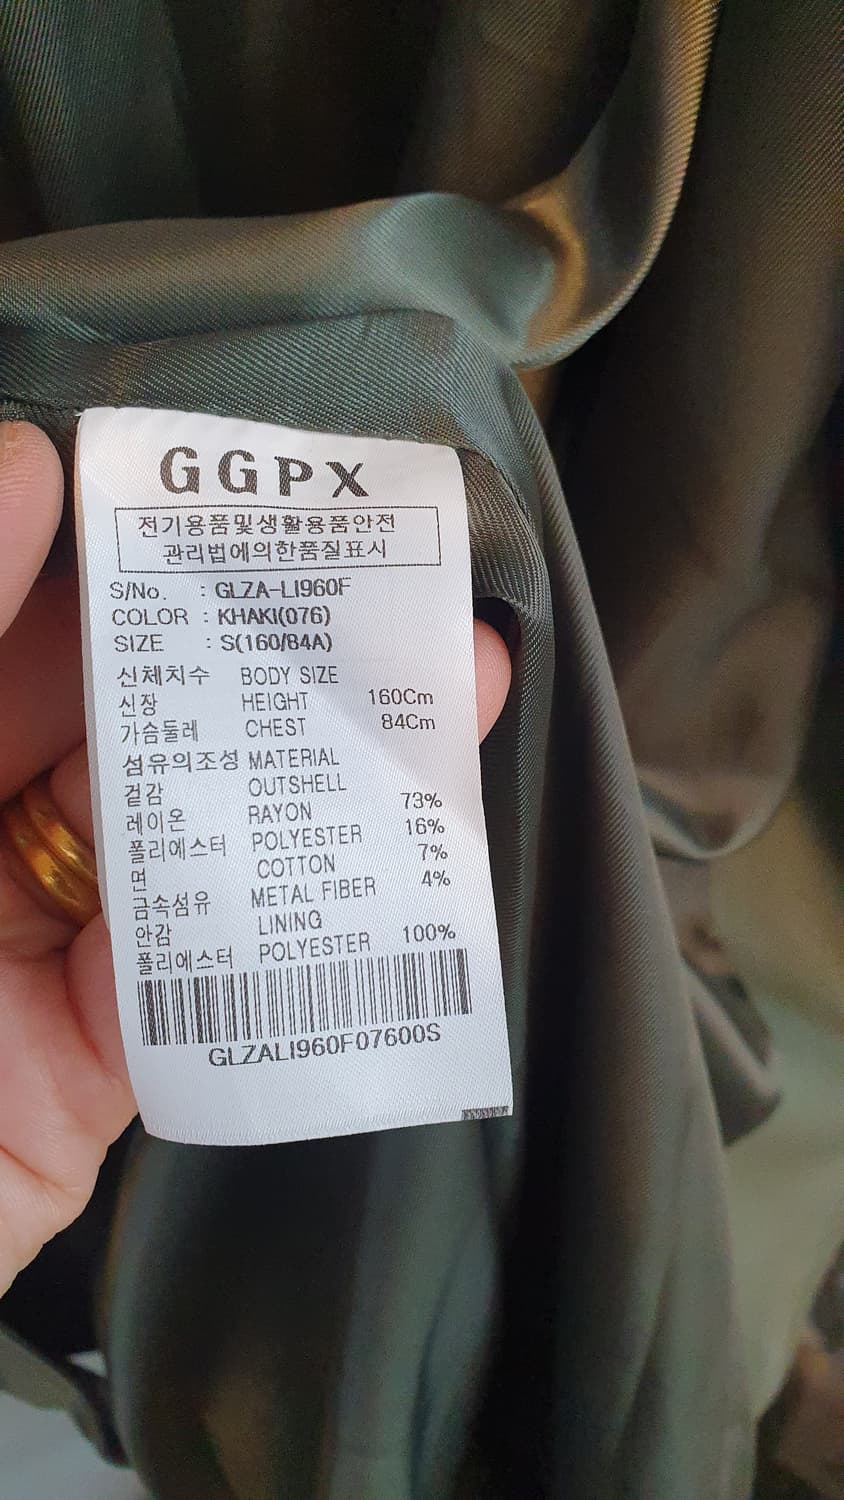 GGPX
전기용품및생활용품안전
관리법에의한품질표시
S/No. : GLZA-LI960F
COLOR : KHAKI(076)
SIZE : S(160/84A)
신체치수 BODY SIZE
신장 HEIGHT 160Cm
가슴둘레 CHEST 84Cm
섬유의조성 MATERIAL
겉감 OUTSHELL
레이온 RAYON 73%
폴리에스터 POLYESTER 16%
면 COTTON 7%
금속섬유 METAL FIBER 4%
안감 LINING
폴리에스터 POLYESTER 100%
GLZALI960F07600S